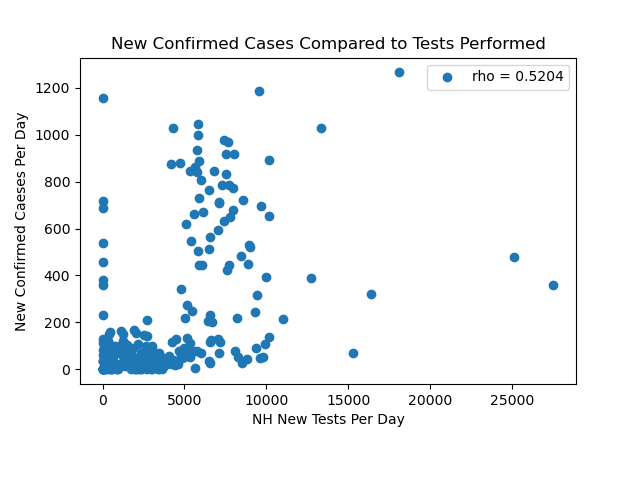 New Confirmed Cases Compared to Tests Performed
rho = 0.5204
New Confirmed Caeses Per Day
1200
1000
800
600
400
200
0
0 5000 10000 15000 20000 25000
NH New Tests Per Day